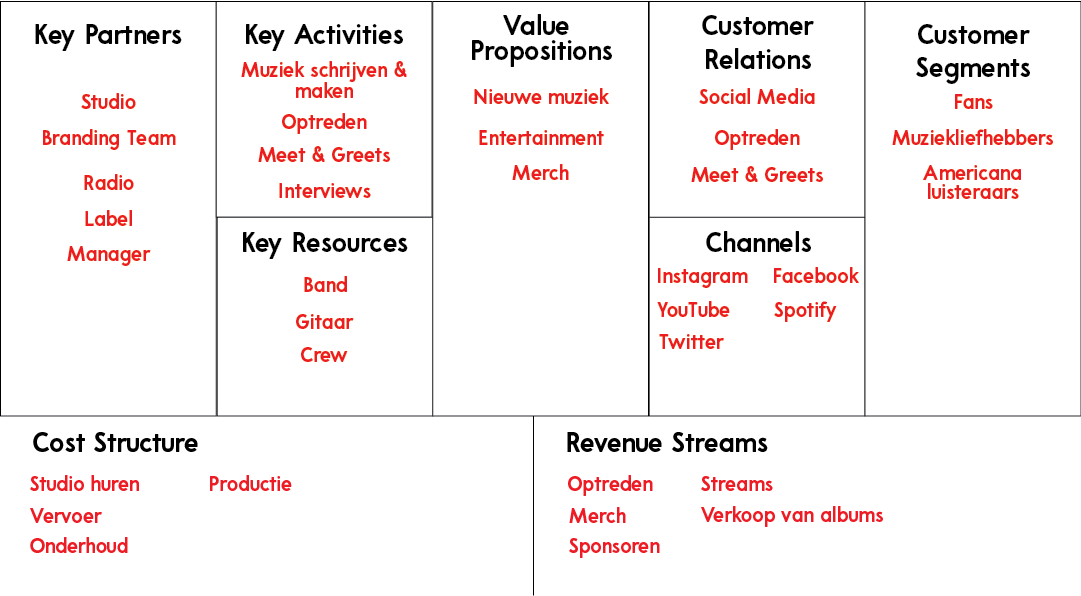 Key Partners
Studio
Branding Team
Radio
Label
Manager
Key Activities
Muziek schrijven &
maken
Optreden
Meet & Greets
Interviews
Key Resources
Band
Gitaar
Crew
Value
Propositions
Nieuwe muziek
Entertainment
Merch
Customer
Relations
Social Media
Optreden
Meet & Greets
Channels
Instagram Facebook
YouTube Spotify
Twitter
Customer
Segments
Fans
Muziekliefhebbers
Americana
luisteraars
Cost Structure
Studio huren Productie
Vervoer
Onderhoud
Revenue Streams
Optreden Streams
Merch Verkoop van albums
Sponsoren